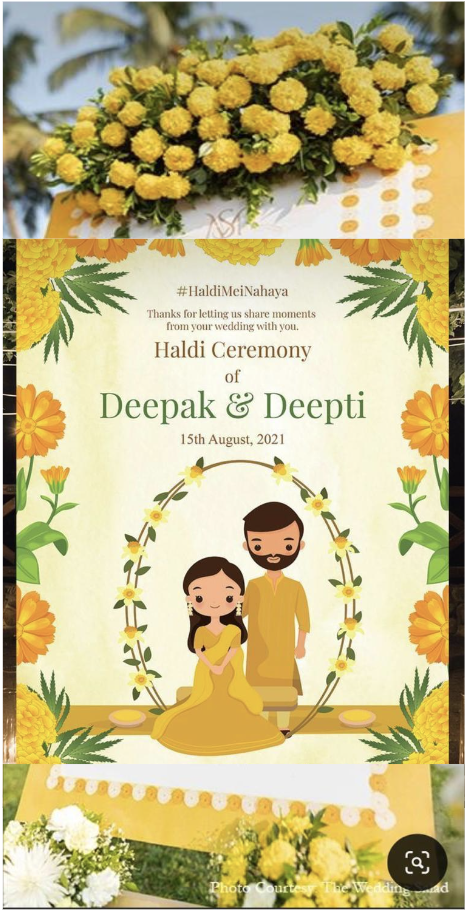 #HaldiMeiNahaya
Thanks for letting us share moments
from your wedding with you.
Haldi Ceremony
of
Deepak & Deepti
15th August, 2021
Photo Courtesy: The Wedding Salad